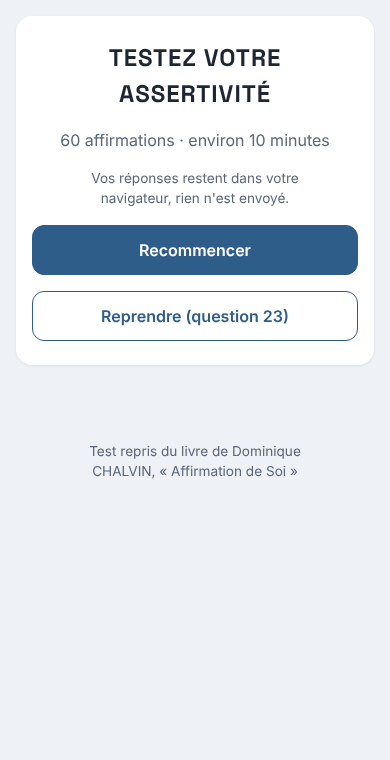 TESTEZ VOTRE
ASSERTIVITÉ
60 affirmations · environ 10 minutes
Vos réponses restent dans votre
navigateur, rien n'est envoyé.
Recommencer
Reprendre (question 23)
Test repris du livre de Dominique
CHALVIN, « Affirmation de Soi »